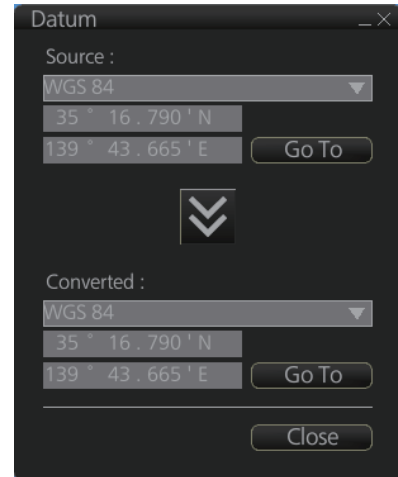 Datum
Source :
WGS 84
35 ° 16 . 790 ' N
139 ° 43 . 665 ' E Go To
Converted :
WGS 84
35 ° 16 . 790 ' N
139 ° 43 . 665 ' E Go To
Close